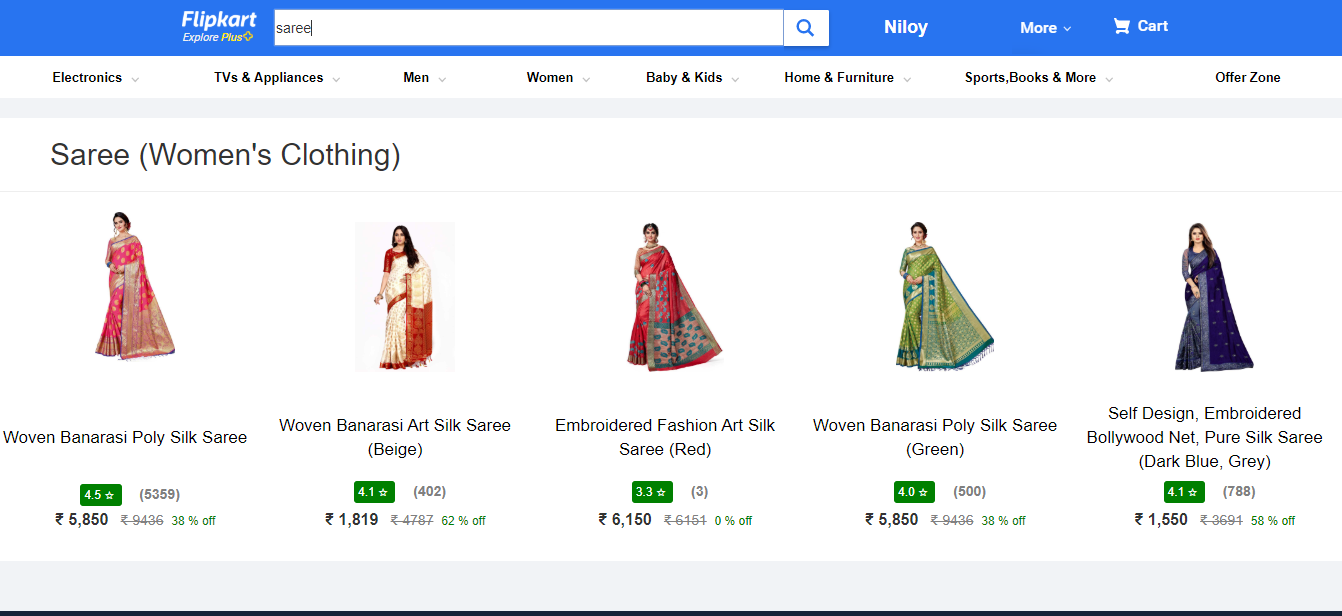 Flipkart
Explore Plus
saree
Niloy
More
Cart
Electronics
TVs & Appliances
Men
Women
Baby & Kids
Home & Furniture
Sports,Books & More
Offer Zone
Saree (Women's Clothing)
Woven Banarasi Poly Silk Saree
4.5 ☆ (5359)
₹ 5,850 ₹ 9436 38 % off
Woven Banarasi Art Silk Saree
(Beige)
4.1 ☆ (402)
₹ 1,819 ₹ 4787 62 % off
Embroidered Fashion Art Silk
Saree (Red)
3.3 ☆ (3)
₹ 6,150 ₹ 6151 0 % off
Woven Banarasi Poly Silk Saree
(Green)
4.0 ☆ (500)
₹ 5,850 ₹ 9436 38 % off
Self Design, Embroidered
Bollywood Net, Pure Silk Saree
(Dark Blue, Grey)
4.1 ☆ (788)
₹ 1,550 ₹ 3691 58 % off